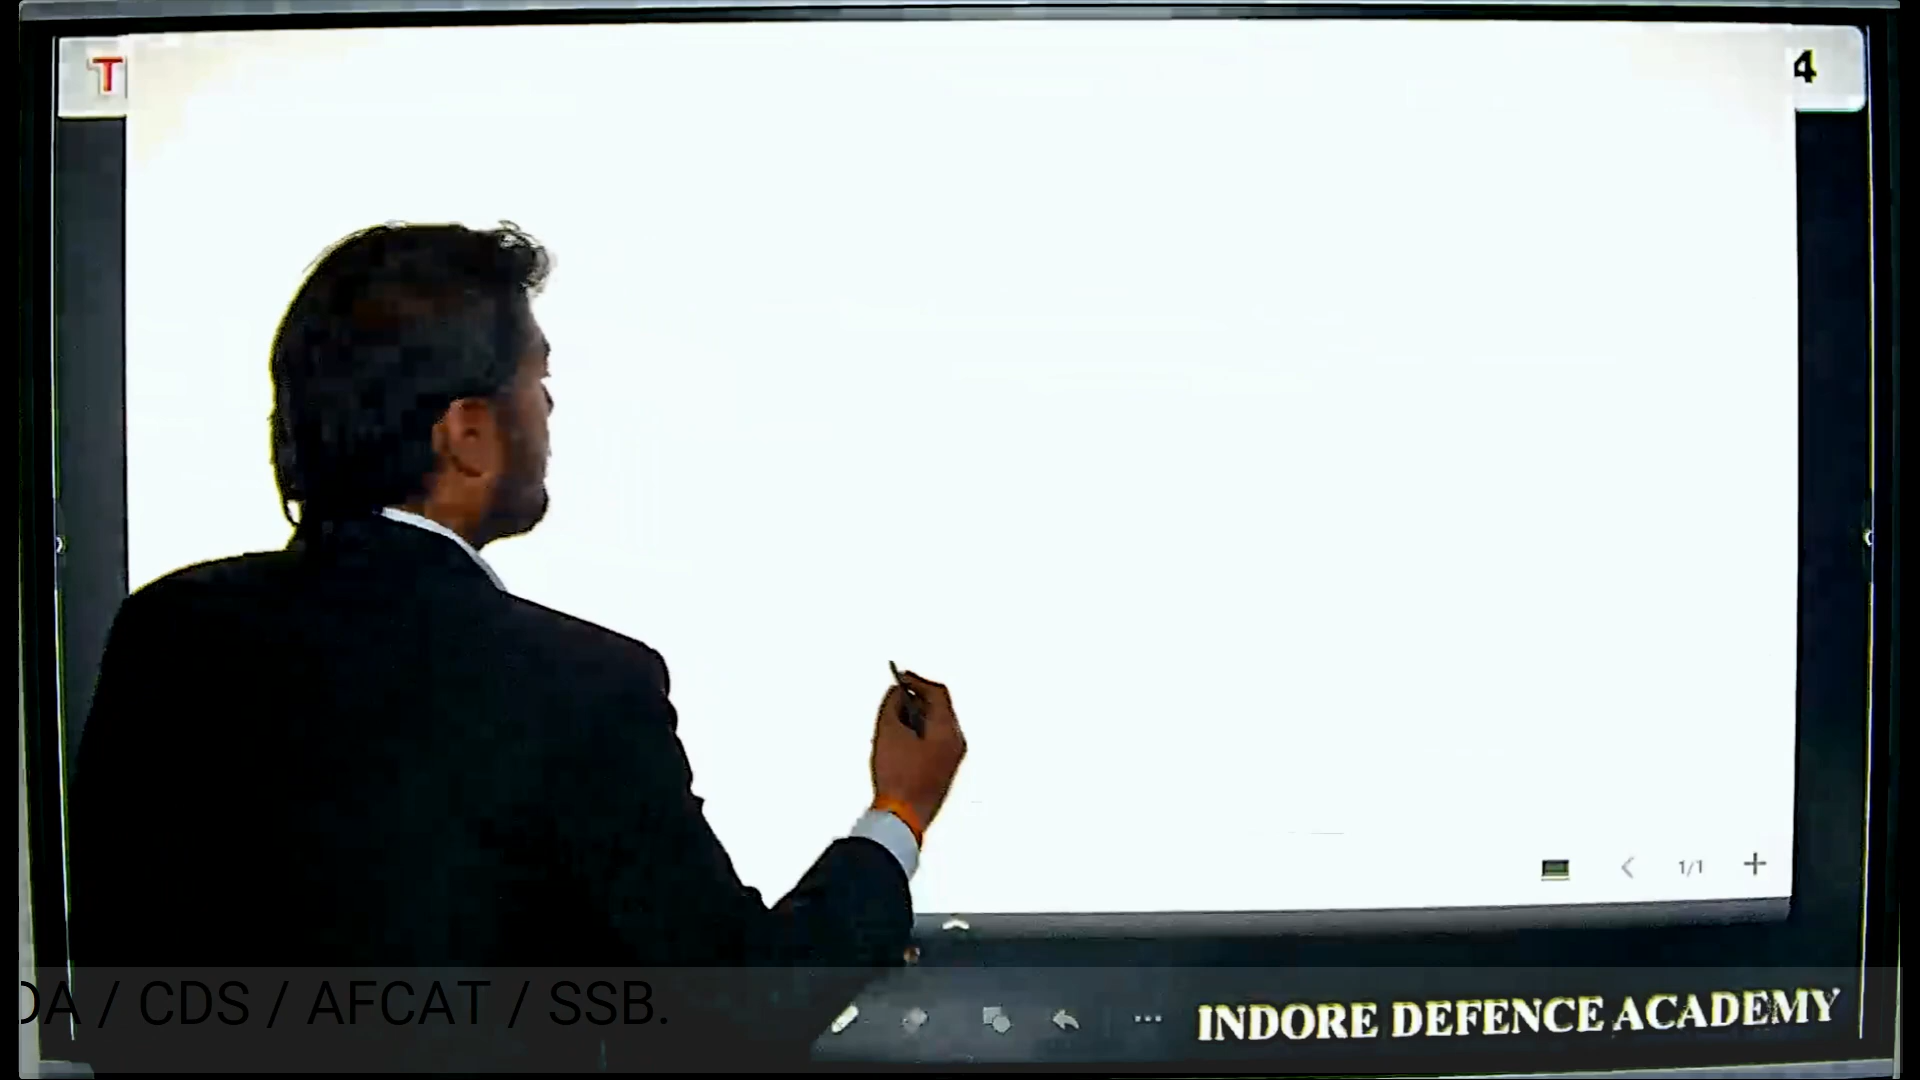 T
4
1/1
DA / CDS / AFCAT / SSB.
INDORE DEFENCE ACADEMY